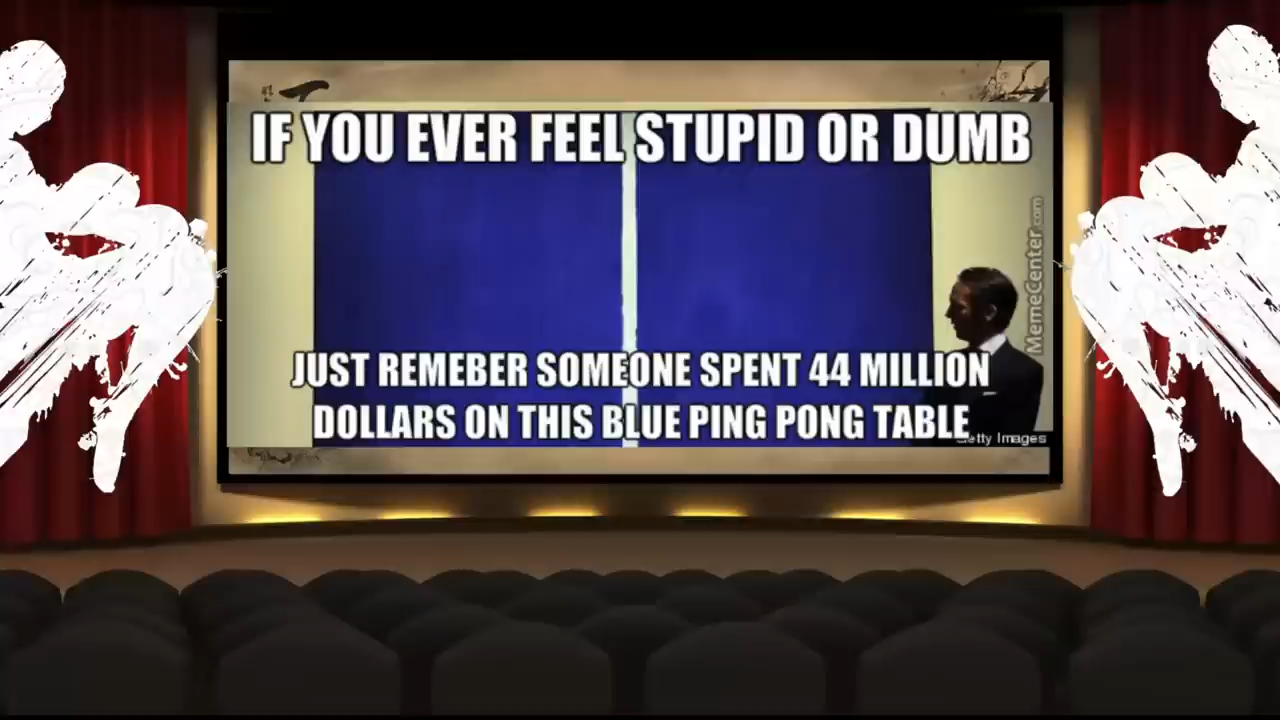 IF YOU EVER FEEL STUPID OR DUMB
MemeCenter.com
JUST REMEBER SOMEONE SPENT 44 MILLION
DOLLARS ON THIS BLUE PING PONG TABLE
Getty Images